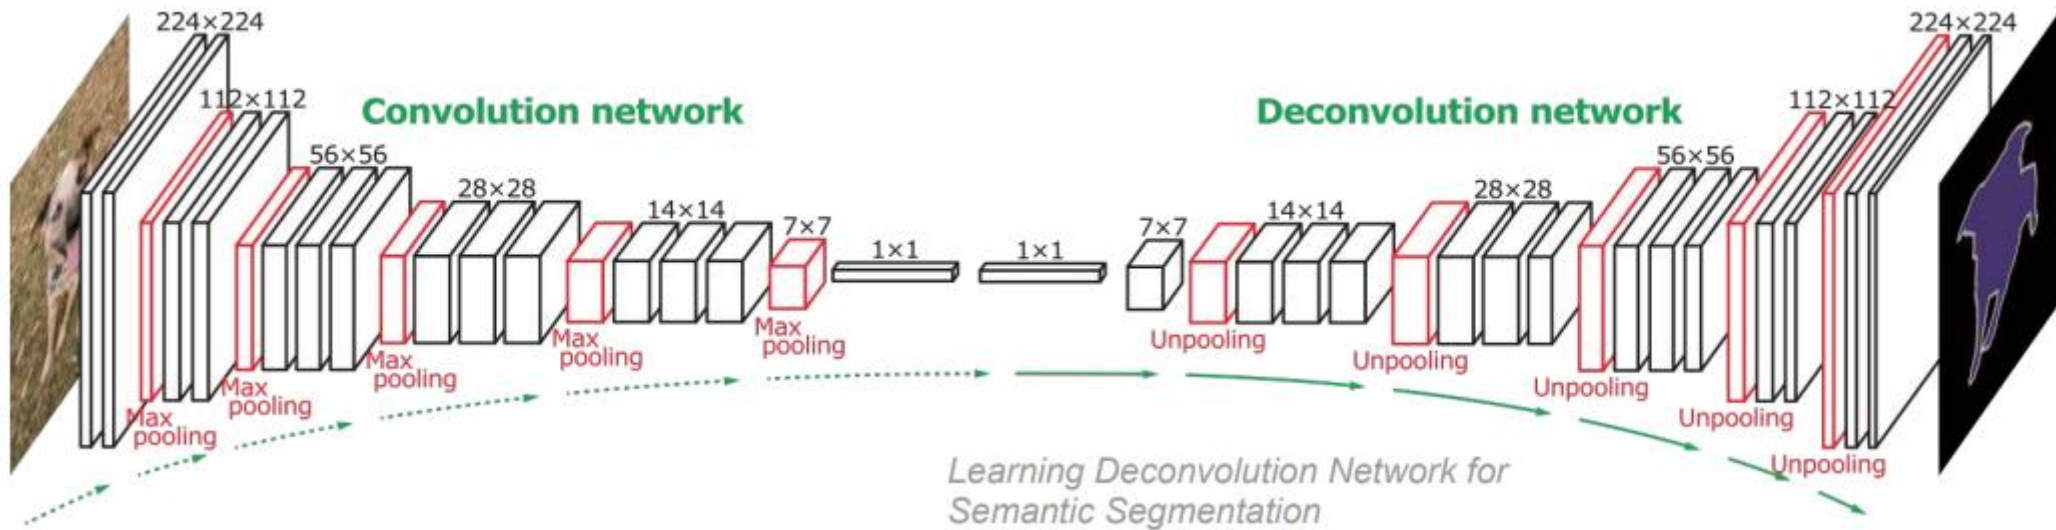 224×224
112×112
Convolution network
56×56
28×28
14×14
7×7
1×1
1×1
7×7
14×14
28×28
56×56
Deconvolution network
112×112
224×224
Max
pooling
Max
pooling
Max
pooling
Max
pooling
Max
pooling
Unpooling
Unpooling
Unpooling
Unpooling
Unpooling
Learning Deconvolution Network for
Semantic Segmentation